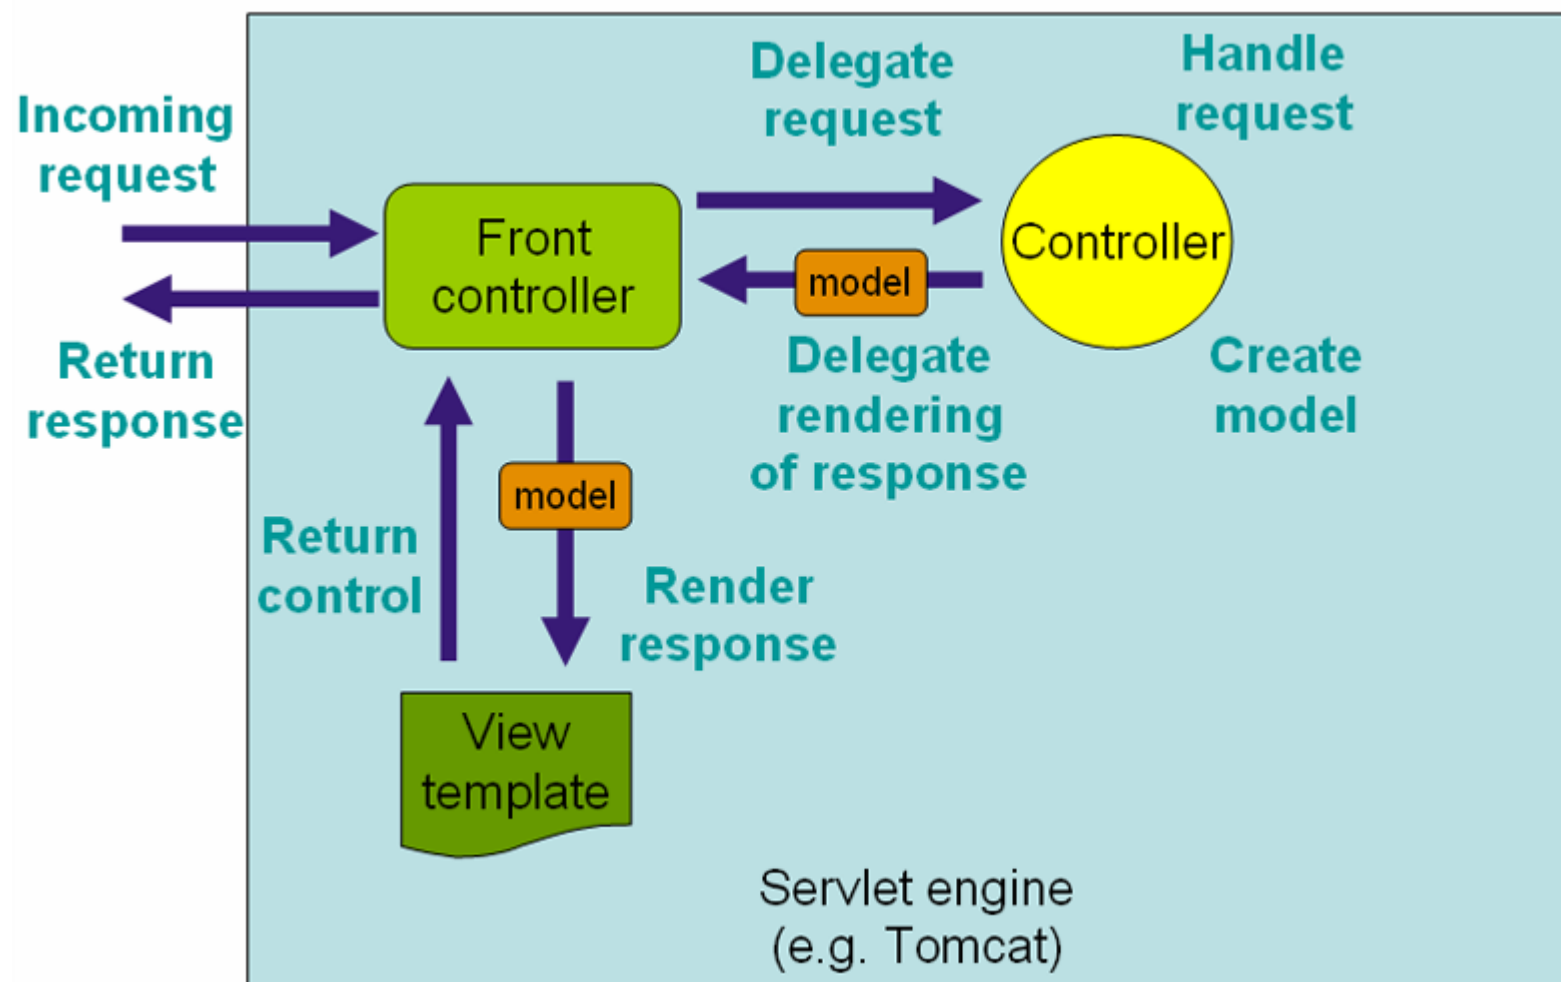 Incoming
request
Return
response
Front
controller
Delegate
request
Handle
request
Controller
model
Delegate
rendering
of response
Create
model
Return
control
model
Render
response
View
template
Servlet engine
(e.g. Tomcat)